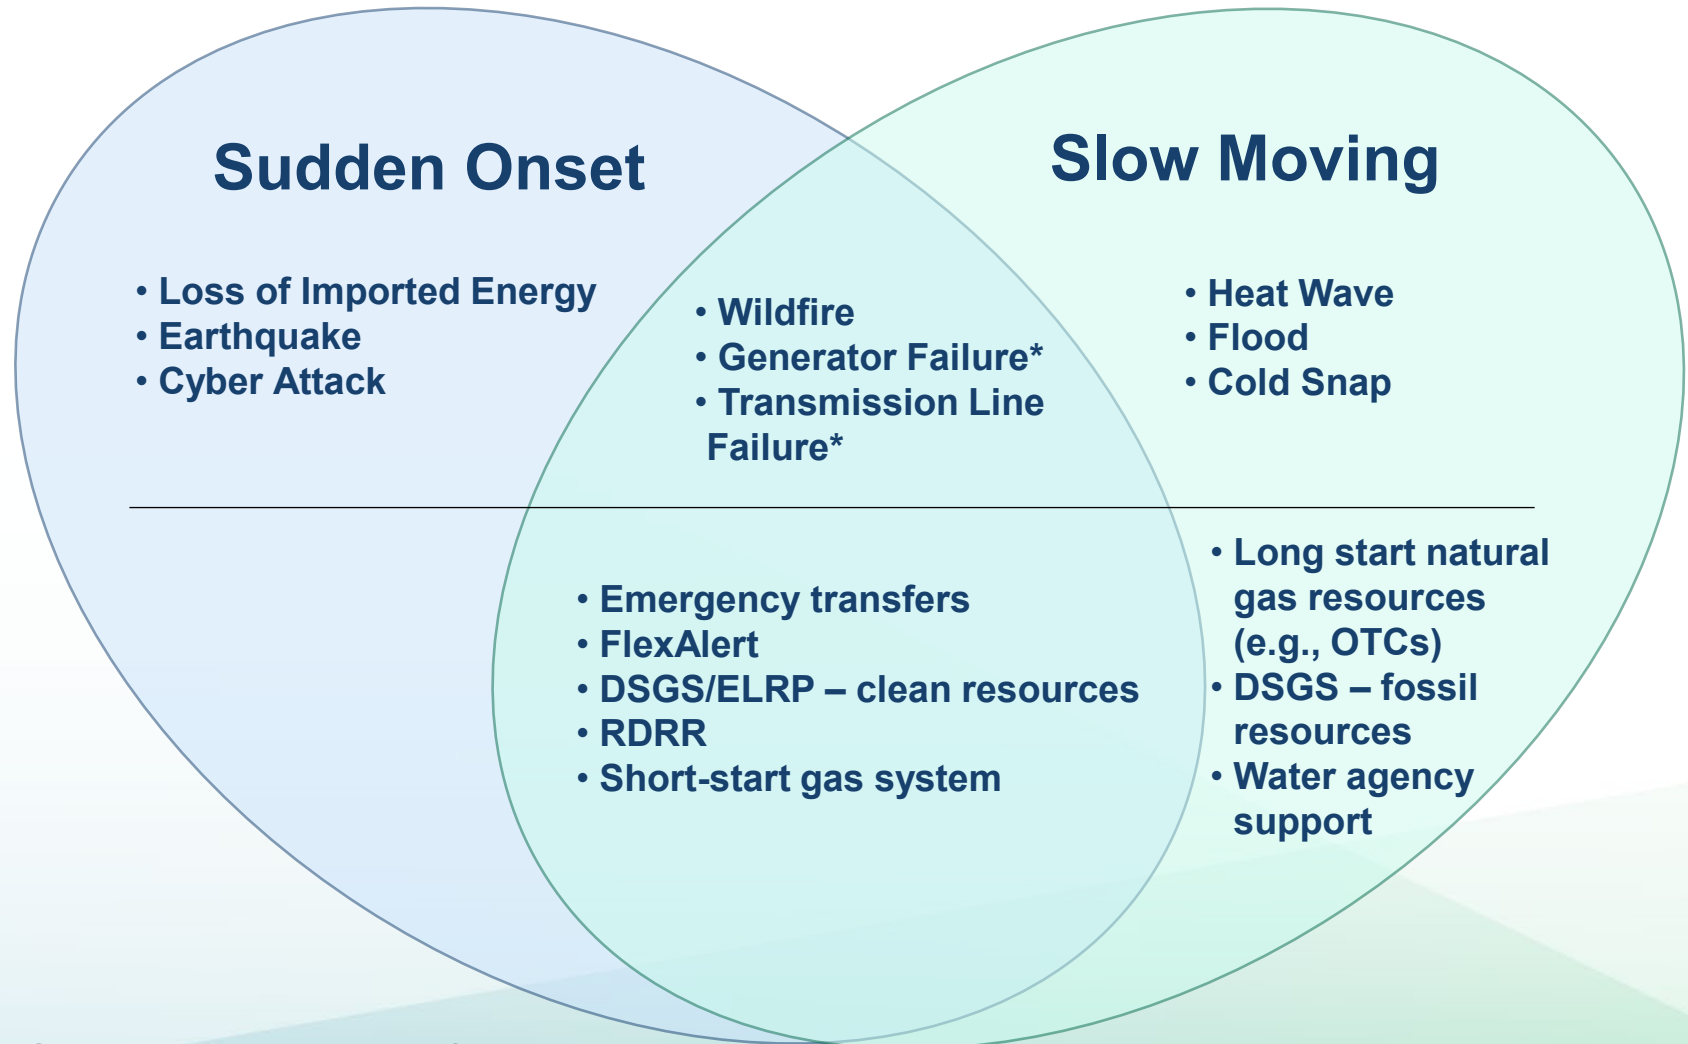 Sudden Onset
Slow Moving
• Loss of Imported Energy
• Earthquake
• Cyber Attack
• Wildfire
• Generator Failure*
• Transmission Line
Failure*
• Heat Wave
• Flood
• Cold Snap
• Emergency transfers
• FlexAlert
• DSGS/ELRP – clean resources
• RDRR
• Short-start gas system
• Long start natural
gas resources
(e.g., OTCs)
• DSGS – fossil
resources
• Water agency
support